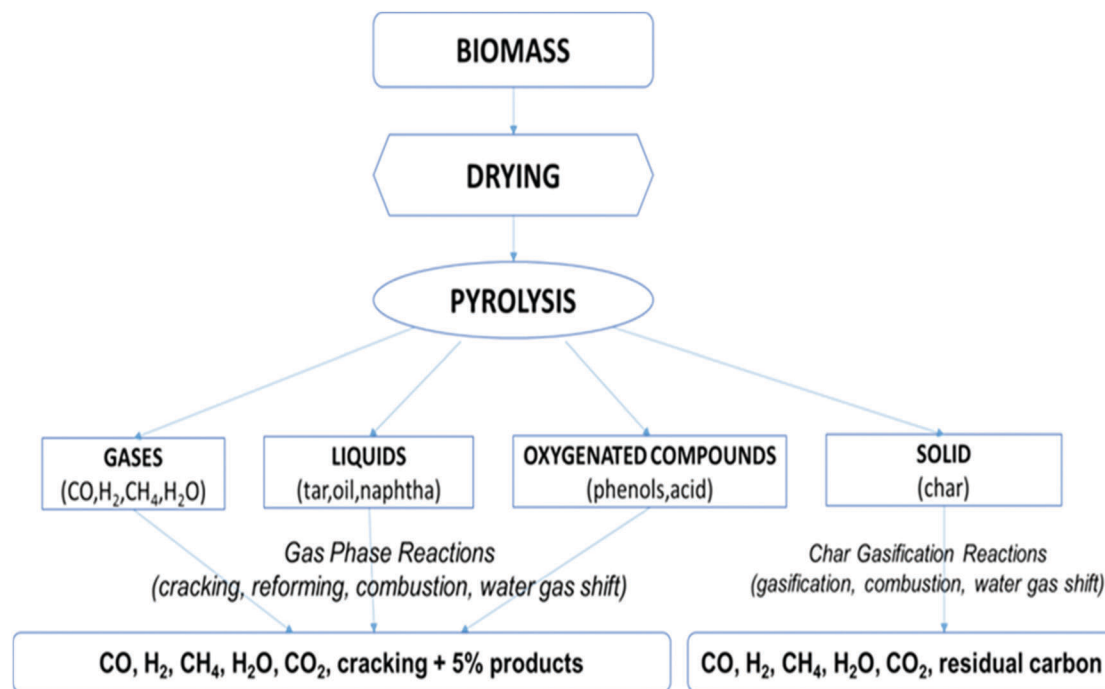 BIOMASS
DRYING
PYROLYSIS
GASES
(CO,H₂,CH₄,H₂O)
LIQUIDS
(tar,oil,naphtha)
OXYGENATED COMPOUNDS
(phenols,acid)
SOLID
(char)
Gas Phase Reactions
(cracking, reforming, combustion, water gas shift)
Char Gasification Reactions
(gasification, combustion, water gas shift)
CO, H₂, CH₄, H₂O, CO₂, cracking + 5% products
CO, H₂, CH₄, H₂O, CO₂, residual carbon